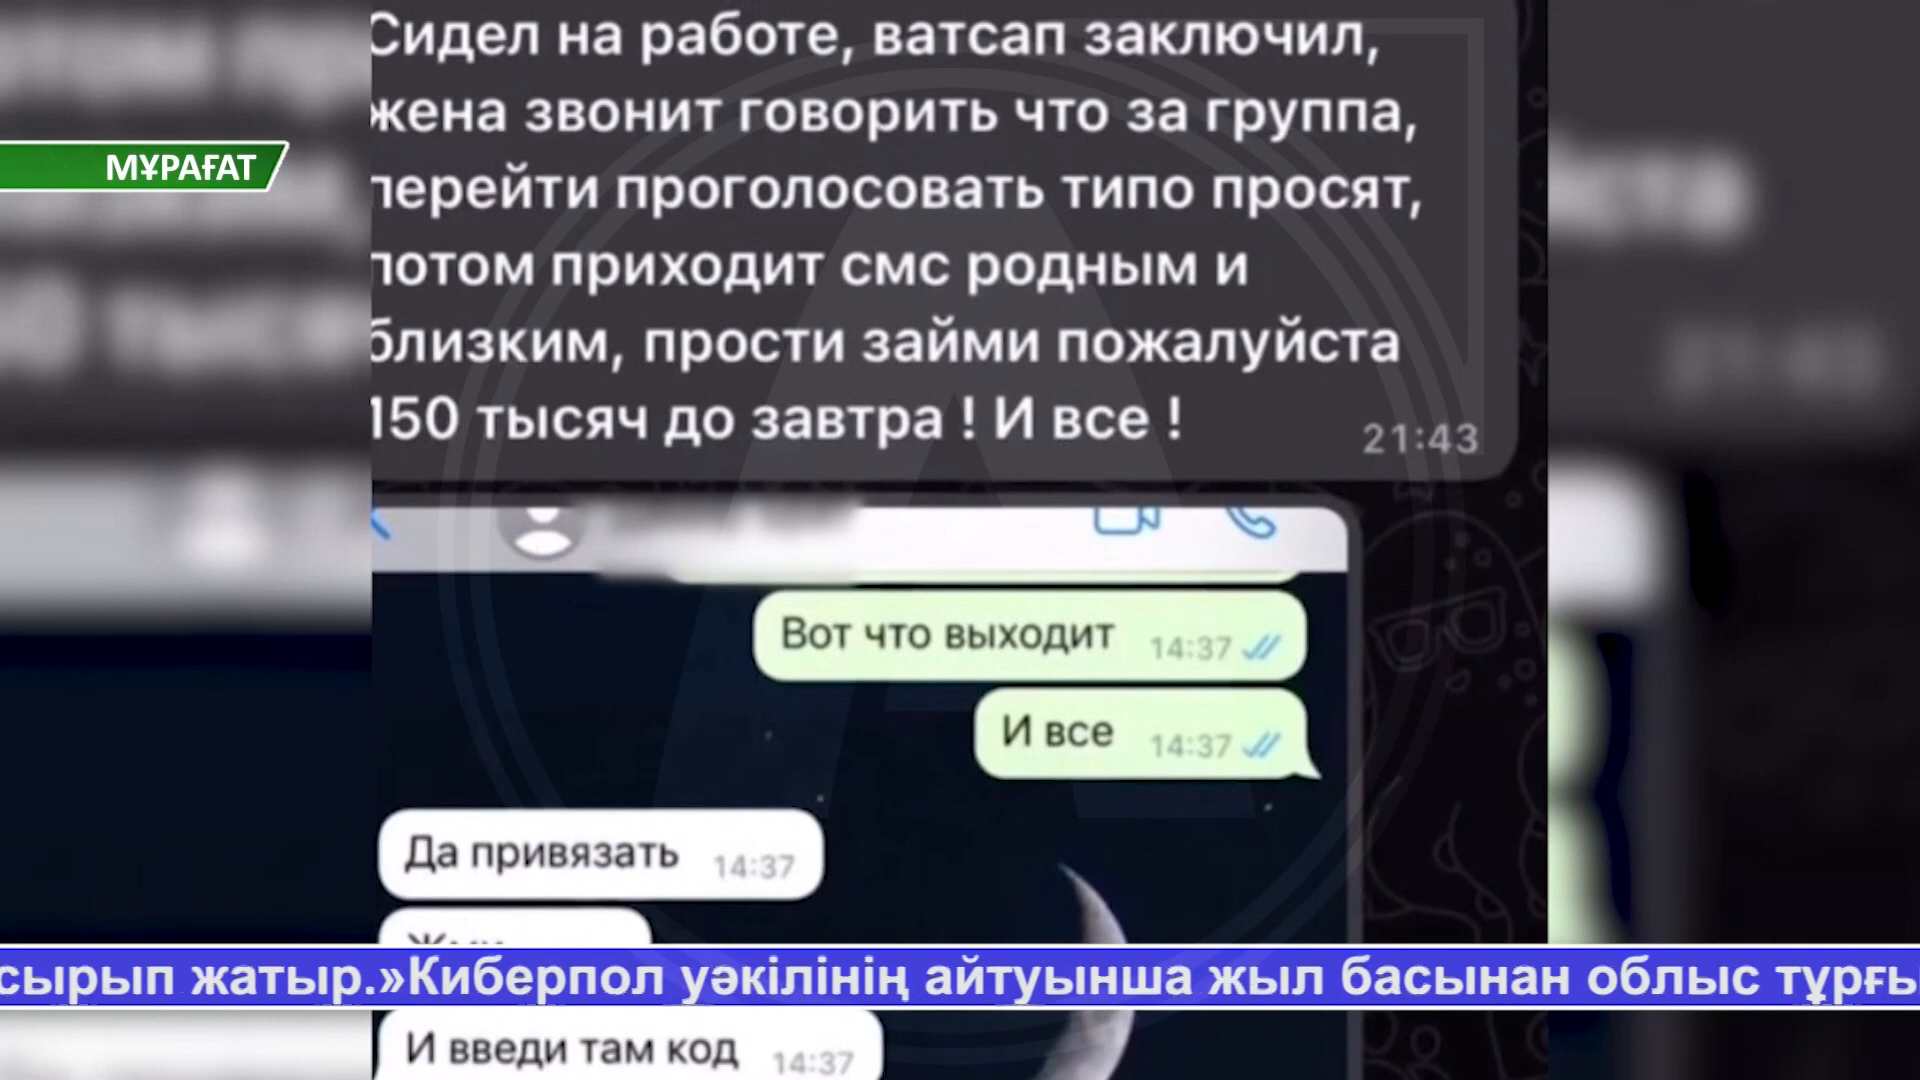 Сидел на работе, ватсап заключил,
жена звонит говорить что за группа,
МҰРАҒАТ
перейти проголосовать типо просят,
потом приходит смс родным и
близким, прости займи пожалуйста
150 тысяч до завтра ! И все !
21:43
Вот что выходит 14:37
И все 14:37
Да привязать 14:37
сырып жатыр.»Киберпол уәкілінің айтуынша жыл басынан облыс тұрғы
И введи там код 14:37